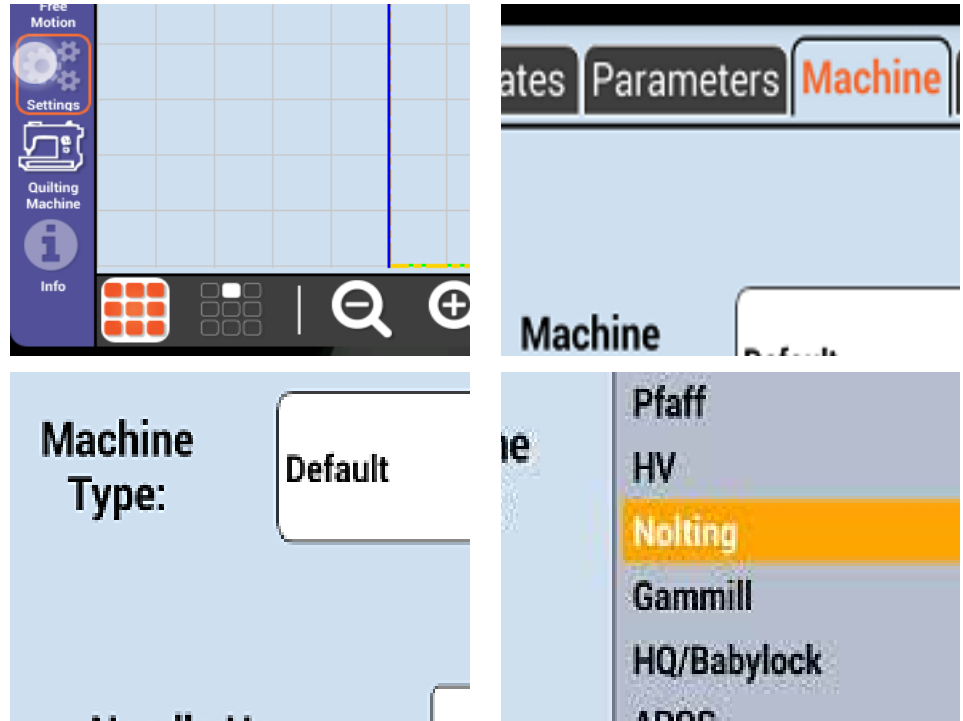 Free
Motion
Settings
Quilting
Machine
Info
ates Parameters Machine
Machine
Default
Machine
Type:
Default
Pfaff
HV
Nolting
Gammill
HQ/Babylock